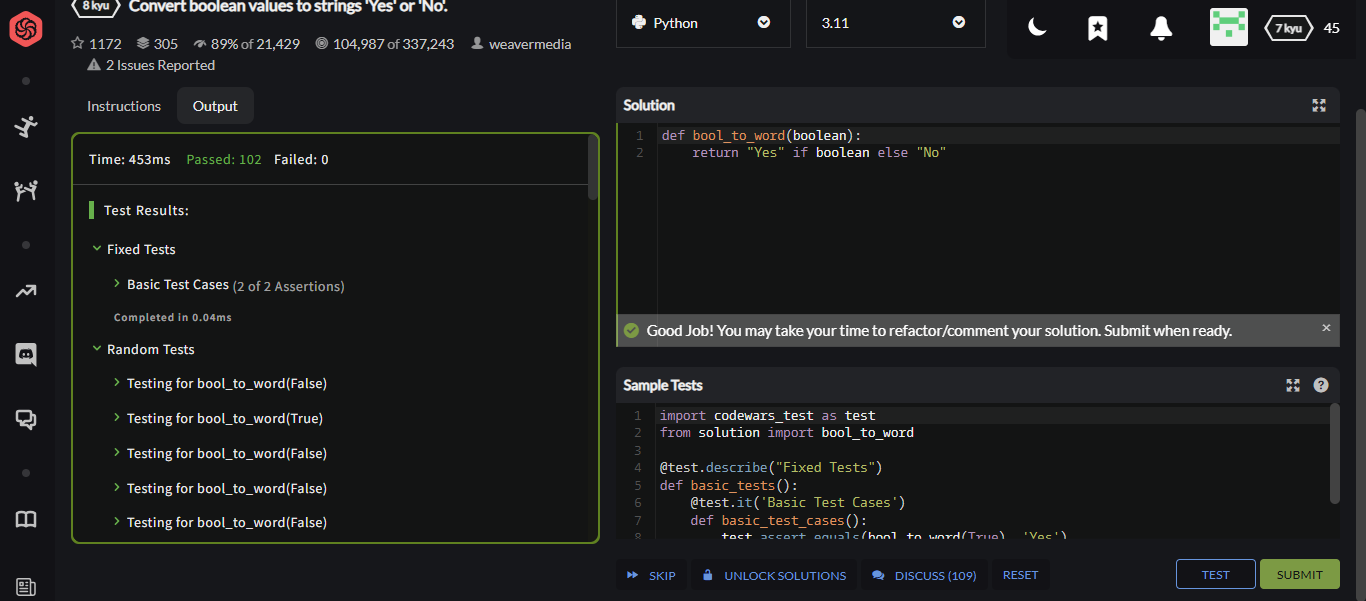 8 kyu Convert boolean values to strings 'Yes' or 'No'.
1172 305 89% of 21,429 104,987 of 337,243 weavermedia
2 Issues Reported
Python
3.11
7 kyu 45
Instructions Output
Time: 453ms Passed: 102 Failed: 0
Test Results:
Fixed Tests
Basic Test Cases (2 of 2 Assertions)
Completed in 0.04ms
Random Tests
Testing for bool_to_word(False)
Testing for bool_to_word(True)
Testing for bool_to_word(False)
Testing for bool_to_word(False)
Testing for bool_to_word(False)
Solution
1 def bool_to_word(boolean):
2 return "Yes" if boolean else "No"
Good Job! You may take your time to refactor/comment your solution. Submit when ready.
Sample Tests
1 import codewars_test as test
2 from solution import bool_to_word
3
4 @test.describe("Fixed Tests")
5 def basic_tests():
6 @test.it('Basic Test Cases')
7 def basic_test_cases():
8 test.assert_equals(bool_to_word(True), 'Yes')
SKIP UNLOCK SOLUTIONS DISCUSS (109) RESET TEST SUBMIT